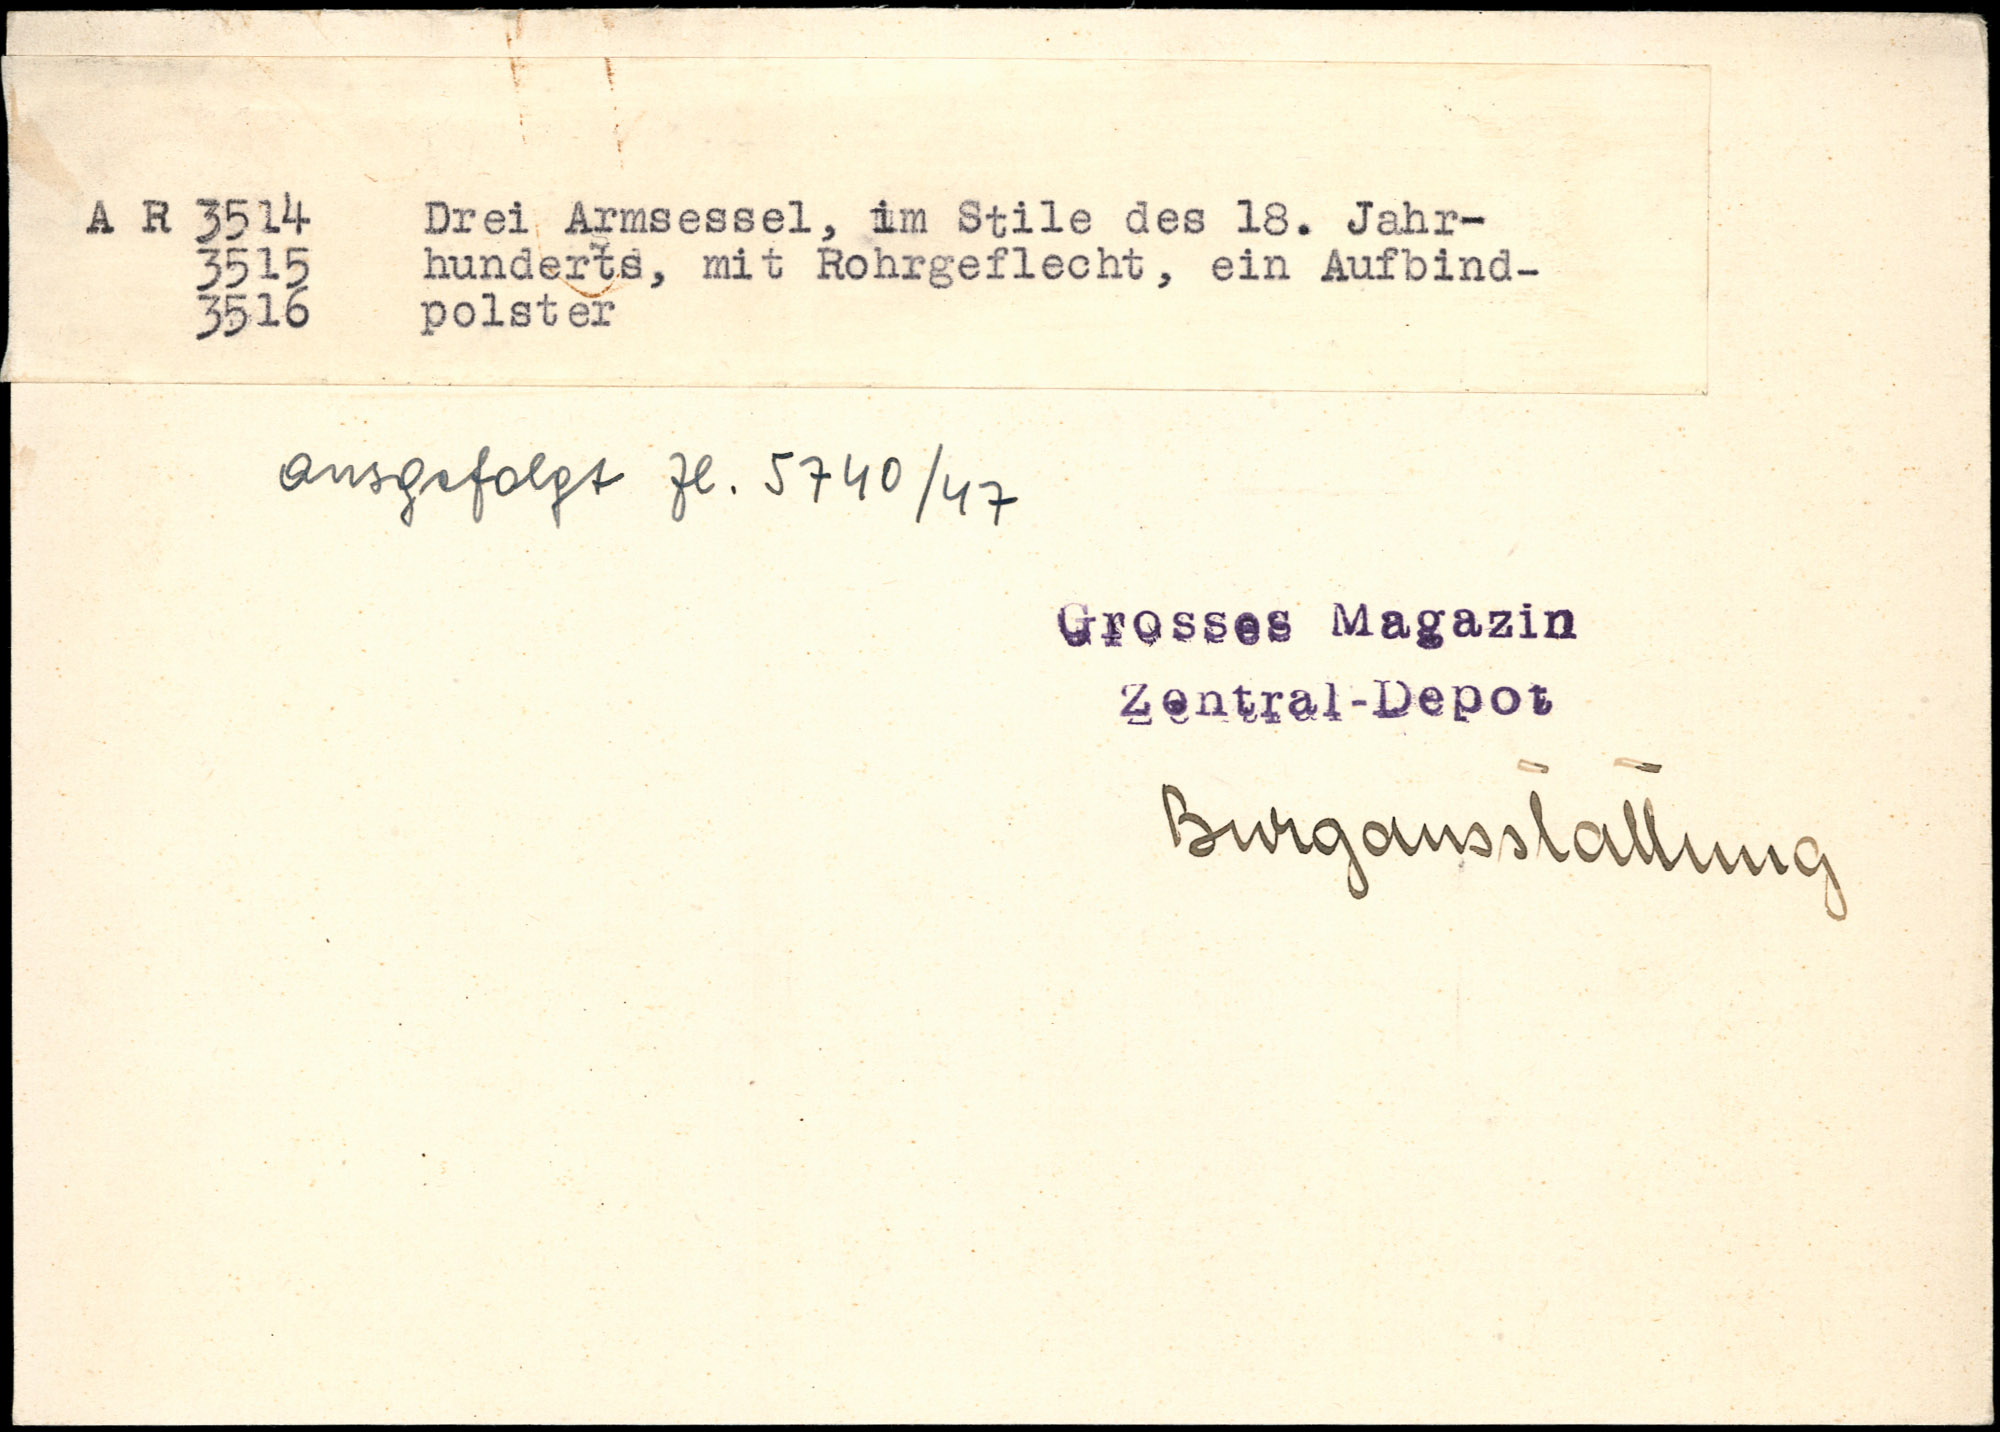 A R 3514 Drei Armsessel, im Stile des 18. Jahr-
3515 hunderts, mit Rohrgeflecht, ein Aufbind-
3516 polster
ausgefolgt Zl. 5740/47
Grosses Magazin
Zentral-Depot
Burgausstattung